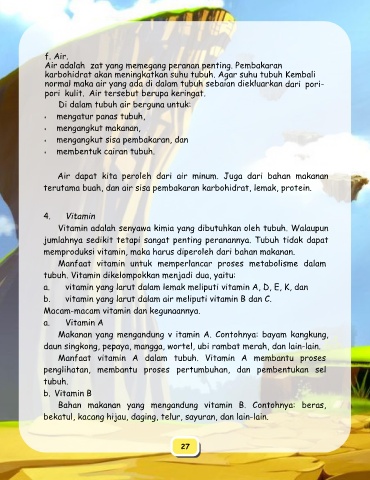 f. Air.
Air adalah zat yang memegang peranan penting. Pembakaran
karbohidrat akan meningkatkan suhu tubuh. Agar suhu tubuh Kembali
normal maka air yang ada di dalam tubuh sebaian diekluarkan dari pori-
pori kulit. Air tersebut berupa keringat.
Di dalam tubuh air berguna untuk:
• mengatur panas tubuh,
• mengangkut makanan,
• mengangkut sisa pembakaran, dan
• membentuk cairan tubuh.
Air dapat kita peroleh dari air minum. Juga dari bahan makanan
terutama buah, dan air sisa pembakaran karbohidrat, lemak, protein.
4. Vitamin
Vitamin adalah senyawa kimia yang dibutuhkan oleh tubuh. Walaupun
jumlahnya sedikit tetapi sangat penting peranannya. Tubuh tidak dapat
memproduksi vitamin, maka harus diperoleh dari bahan makanan.
Manfaat vitamin untuk memperlancar proses metabolisme dalam
tubuh. Vitamin dikelompokkan menjadi dua, yaitu:
a. vitamin yang larut dalam lemak meliputi vitamin A, D, E, K, dan
b. vitamin yang larut dalam air meliputi vitamin B dan C.
Macam-macam vitamin dan kegunaannya.
a. Vitamin A
Makanan yang mengandung v itamin A. Contohnya: bayam kangkung,
daun singkong, pepaya, mangga, wortel, ubi rambat merah, dan lain-lain.
Manfaat vitamin A dalam tubuh. Vitamin A membantu proses
penglihatan, membantu proses pertumbuhan, dan pembentukan sel
tubuh.
b. Vitamin B
Bahan makanan yang mengandung vitamin B. Contohnya: beras,
bekatul, kacang hijau, daging, telur, sayuran, dan lain-lain.
27